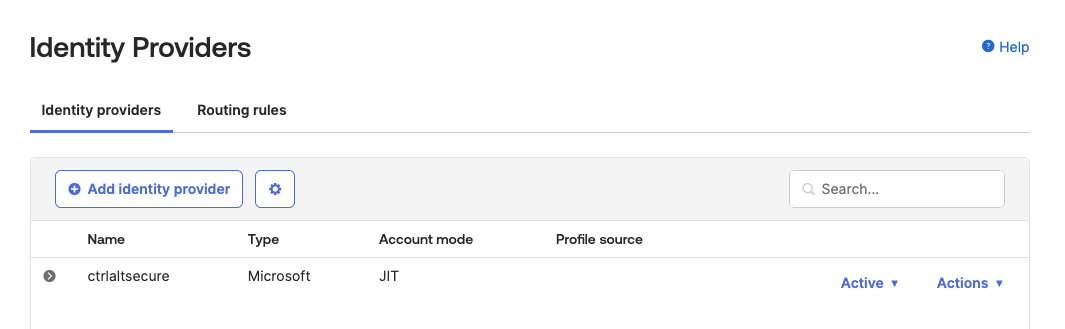 Identity Providers
Help
Identity providers Routing rules
Add identity provider
Search...
Name Type Account mode Profile source
ctrlaltsecure Microsoft JIT
Active Actions